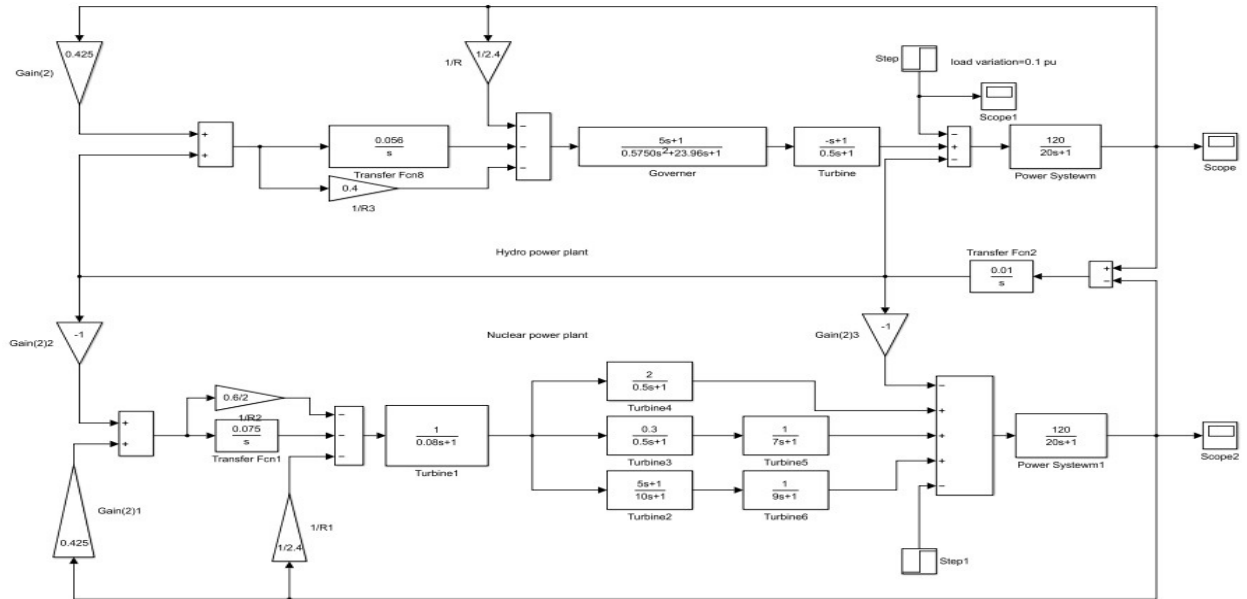 0.425
Gain(2)
1/2.4
1/R
Step
load variation=0.1 pu
Scope1
+
+
0.056
s
Transfer Fcn8
0.4
1/R3
−
−
−
5s+1
0.5750s²+23.96s+1
Governer
-s+1
0.5s+1
Turbine
−
+
−
120
20s+1
Power Systewm
Scope
Hydro power plant
Transfer Fcn2
0.01
s
+
−
-1
Gain(2)2
Nuclear power plant
-1
Gain(2)3
+
+
0.6/2
1/R2
0.075
s
Transfer Fcn1
−
−
−
1
0.08s+1
Turbine1
2
0.5s+1
Turbine4
0.3
0.5s+1
Turbine3
1
7s+1
Turbine5
5s+1
10s+1
Turbine2
1
9s+1
Turbine6
−
+
+
+
−
120
20s+1
Power Systewm1
Scope2
0.425
Gain(2)1
1/2.4
1/R1
Step1